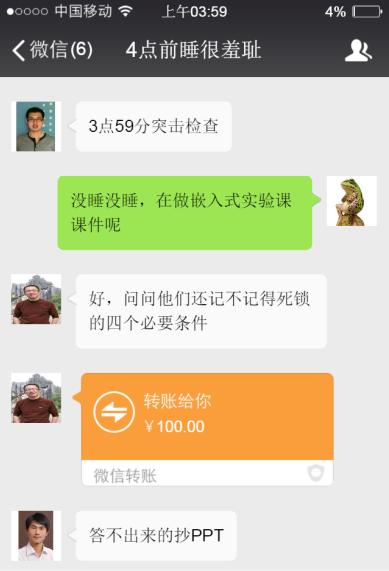 中国移动 上午03:59 4%
微信(6) 4点前睡很羞耻
3点59分突击检查
没睡没睡，在做嵌入式实验课
课件呢
好，问问他们还记不记得死锁
的四个必要条件
转账给你
￥100.00
微信转账
答不出来的抄PPT